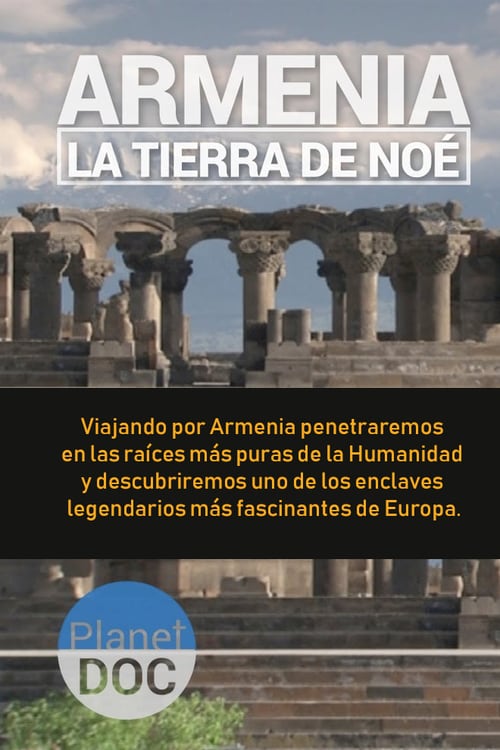 ARMENIA
LA TIERRA DE NOÉ
Viajando por Armenia penetraremos
en las raíces más puras de la Humanidad
y descubriremos uno de los enclaves
legendarios más fascinantes de Europa.
Planet
DOC